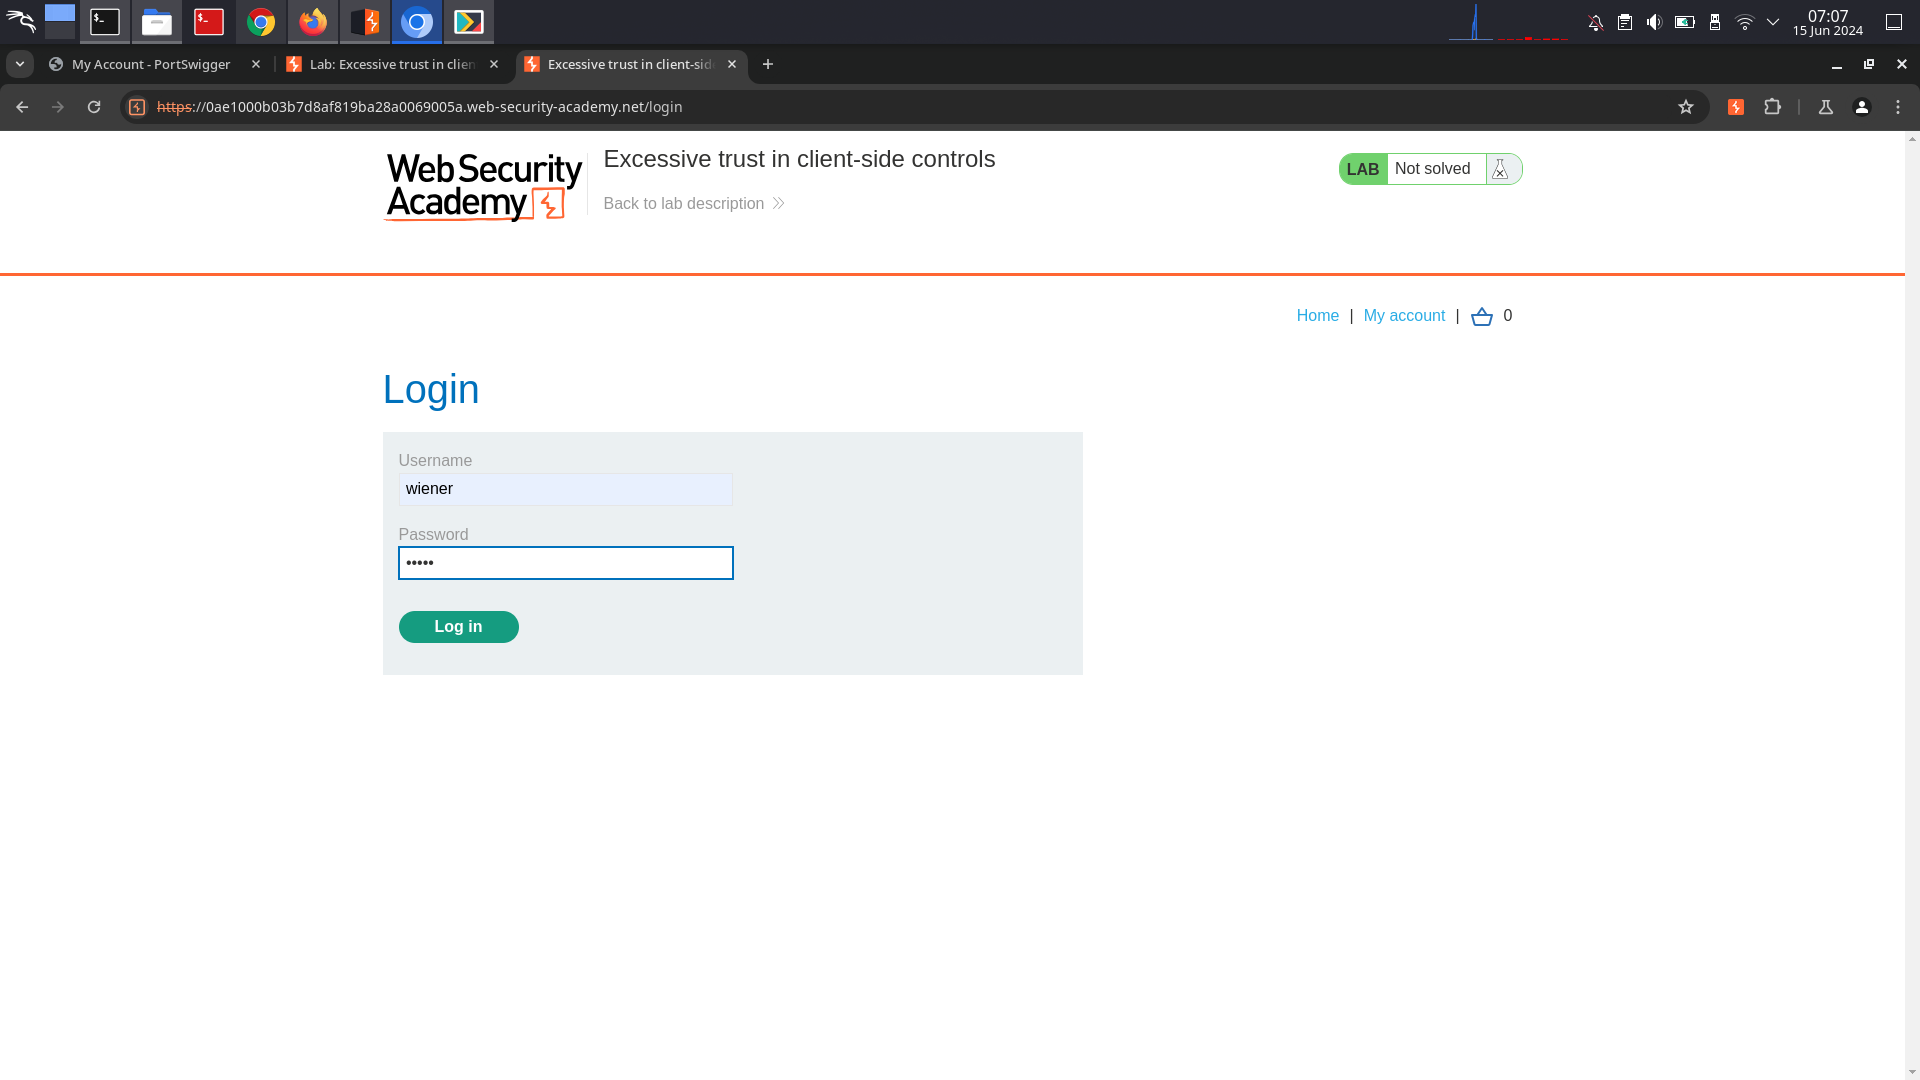 07:07
15 Jun 2024
My Account - PortSwigger
Lab: Excessive trust in clien
Excessive trust in client-side
https://0ae1000b03b7d8af819ba28a0069005a.web-security-academy.net/login
Web Security
Academy
Excessive trust in client-side controls
Back to lab description
LAB Not solved
Home | My account | 0
Login
Username
wiener
Password
•••••
Log in